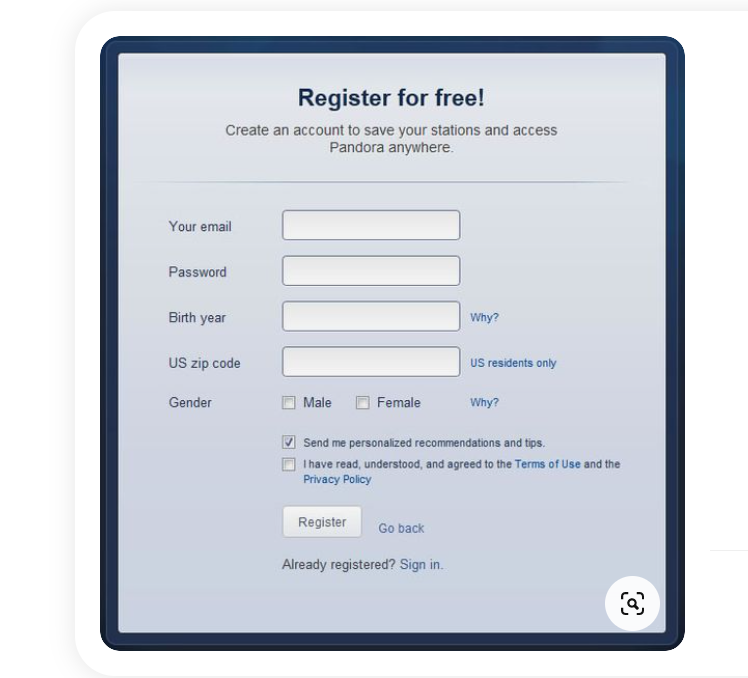 Register for free!
Create an account to save your stations and access
Pandora anywhere.
Your email
Password
Birth year Why?
US zip code US residents only
Gender Male Female Why?
Send me personalized recommendations and tips.
I have read, understood, and agreed to the Terms of Use and the
Privacy Policy
Register Go back
Already registered? Sign in.